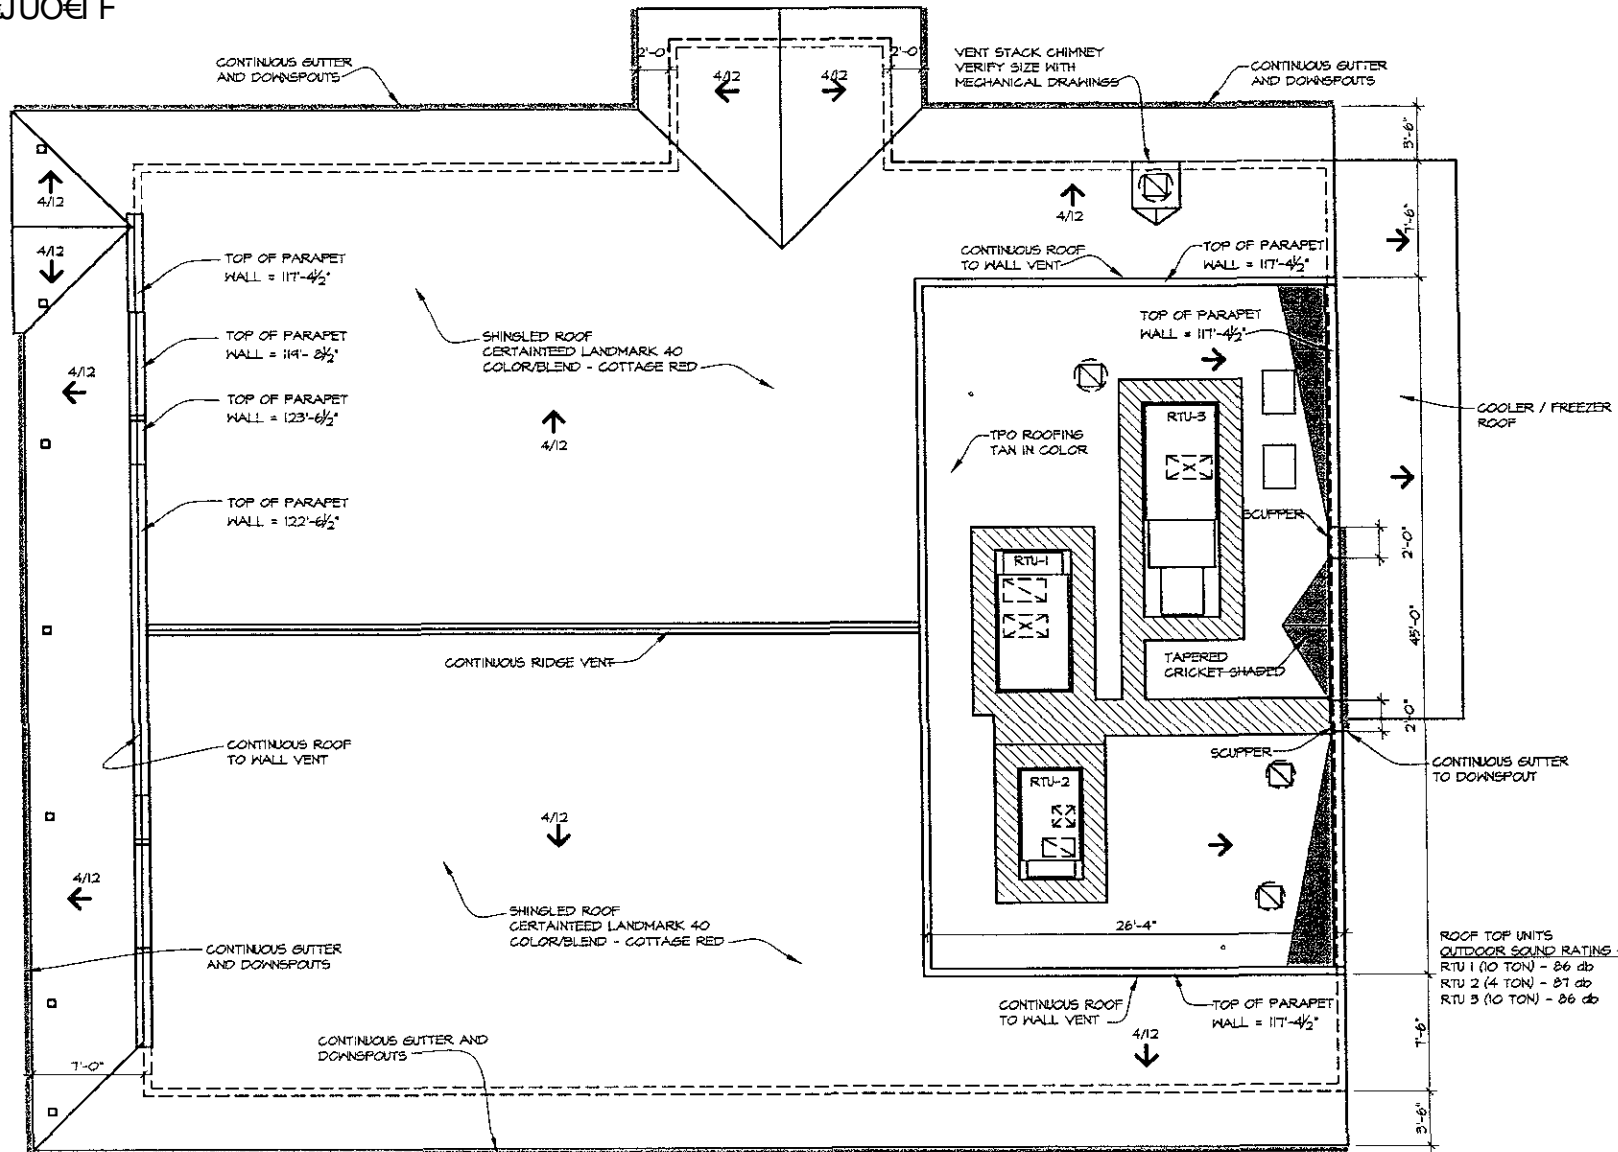 CONTINUOUS GUTTER
AND DOWNSPOUTS
2'-0"
4/12
4/12
2'-0"
VENT STACK CHIMNEY
VERIFY SIZE WITH
MECHANICAL DRAWINGS
CONTINUOUS GUTTER
AND DOWNSPOUTS
3'-6"
4/12
4/12
4/12
7'-6"
TOP OF PARAPET
WALL = 117'-4½"
CONTINUOUS ROOF
TO WALL VENT
TOP OF PARAPET
WALL = 117'-4½"
TOP OF PARAPET
WALL = 119'-8½"
SHINGLED ROOF
CERTAINTEED LANDMARK 40
COLOR/BLEND - COTTAGE RED
TOP OF PARAPET
WALL = 117'-4½"
4/12
TOP OF PARAPET
WALL = 123'-6½"
4/12
RTU-3
COOLER / FREEZER
ROOF
TPO ROOFING
TAN IN COLOR
TOP OF PARAPET
WALL = 122'-6½"
SCUPPER
2'-0"
RTU-1
45'-0"
CONTINUOUS RIDGE VENT
TAPERED
CRICKET SHADED
2'-0"
CONTINUOUS ROOF
TO WALL VENT
SCUPPER
CONTINUOUS GUTTER
TO DOWNSPOUT
RTU-2
4/12
4/12
SHINGLED ROOF
CERTAINTEED LANDMARK 40
COLOR/BLEND - COTTAGE RED
26'-4"
CONTINUOUS GUTTER
AND DOWNSPOUTS
ROOF TOP UNITS
OUTDOOR SOUND RATING
RTU 1 (10 TON) - 86 db
RTU 2 (4 TON) - 87 db
RTU 3 (10 TON) - 86 db
CONTINUOUS ROOF
TO WALL VENT
TOP OF PARAPET
WALL = 117'-4½"
4/12
7'-6"
CONTINUOUS GUTTER AND
DOWNSPOUTS
7'-0"
3'-6"